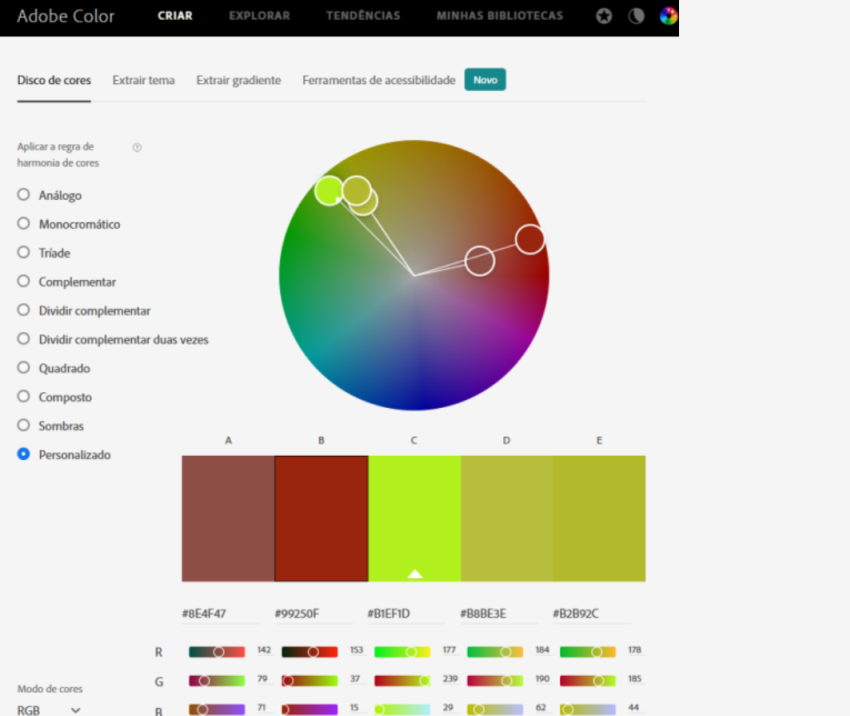 Adobe Color CRIAR EXPLORAR TENDÊNCIAS MINHAS BIBLIOTECAS
Disco de cores Extrair tema Extrair gradiente Ferramentas de acessibilidade Novo
Aplicar a regra de
harmonia de cores
Análogo
Monocromático
Tríade
Complementar
Dividir complementar
Dividir complementar duas vezes
Quadrado
Composto
Sombras
Personalizado
A B C D E
#8E4F47 #99250F #B1EF1D #B8BE3E #B2B92C
R 142 153 177 184 178
G 79 37 239 190 185
Modo de cores
RGB
B 71 15 29 62 44